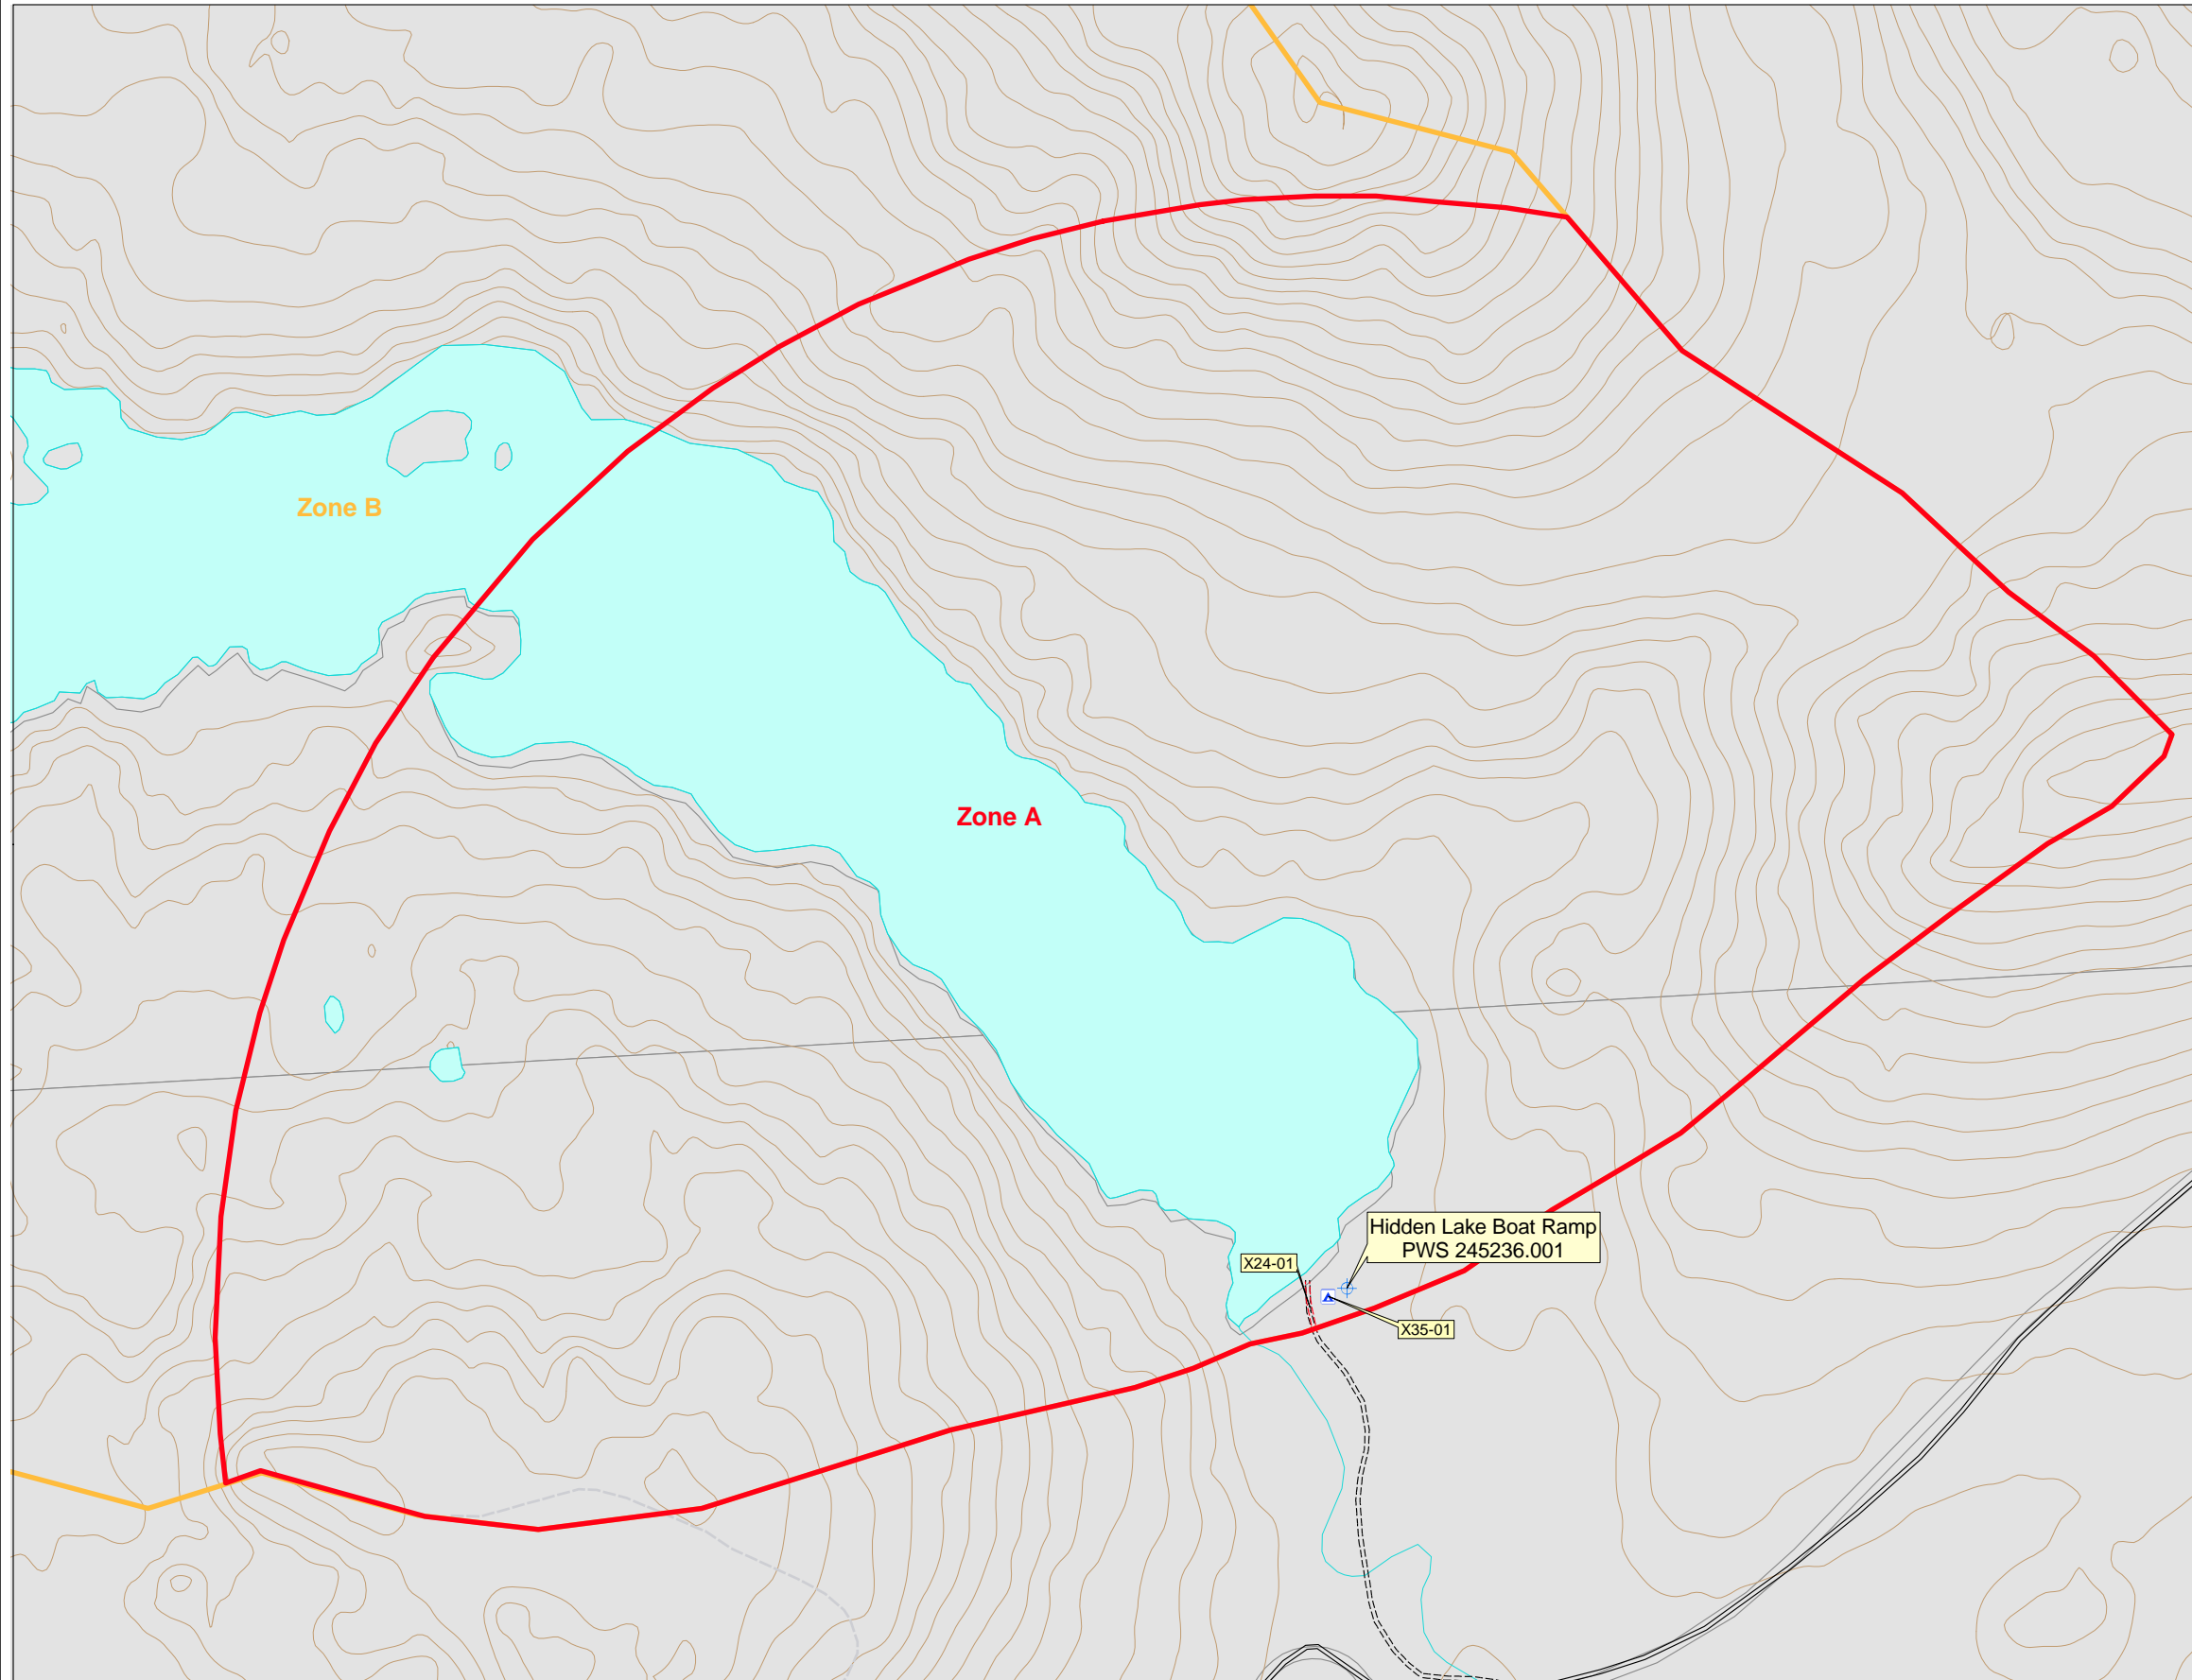 Zone B
Zone A
Hidden Lake Boat Ramp
PWS 245236.001
X24-01
X35-01